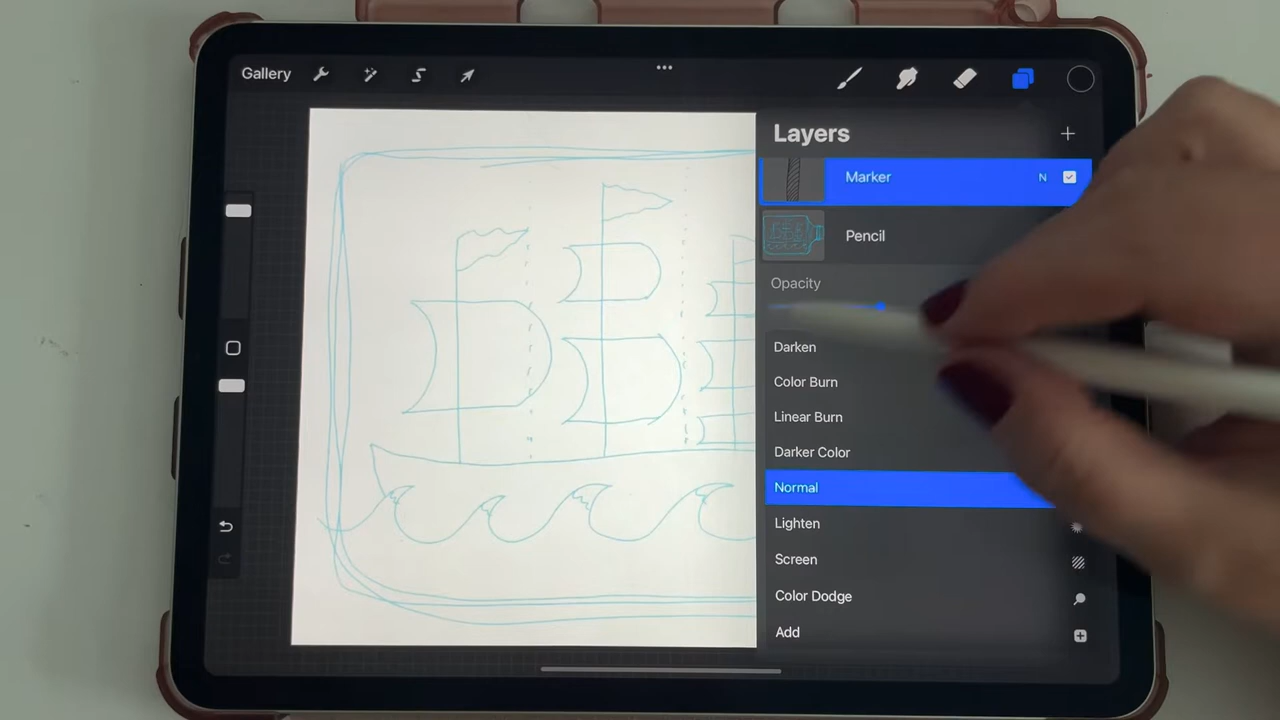 Gallery
Layers
Marker N
Pencil
Opacity
Darken
Color Burn
Linear Burn
Darker Color
Normal
Lighten
Screen
Color Dodge
Add